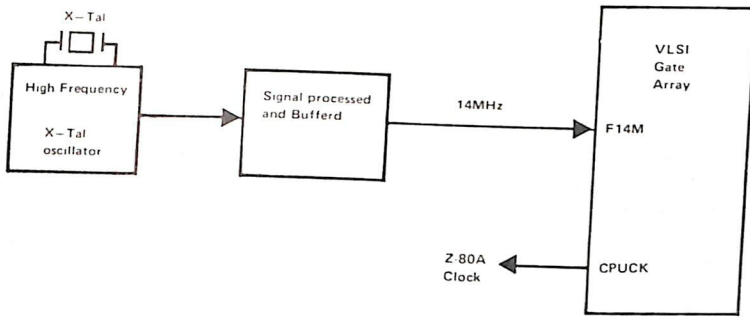 X-Tal
High Frequency
X-Tal
oscillator
Signal processed
and Bufferd
14MHz
VLSI
Gate
Array
F14M
Z-80A
Clock
CPUCK